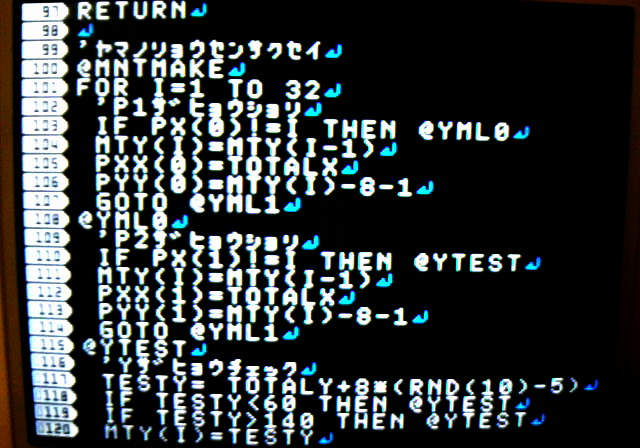 97 RETURN
98
99 'ヤマノリョウセンサクセイ
100 @MNTMAKE
101 FOR I=1 TO 32
102 'P1ザヒョウショリ
103 IF PX(0)!=I THEN @YML0
104 MTY(I)=MTY(I-1)
105 PXX(0)=TOTALX
106 PYY(0)=MTY(I)-8-1
107 GOTO @YML1
108 @YML0
109 'P2ザヒョウショリ
110 IF PX(1)!=I THEN @YTEST
111 MTY(I)=MTY(I-1)
112 PXX(1)=TOTALX
113 PYY(1)=MTY(I)-8-1
114 GOTO @YML1
115 @YTEST
116 'Yザヒョウチェック
117 TESTY= TOTALY+8*(RND(10)-5)
118 IF TESTY<60 THEN @YTEST
119 IF TESTY>140 THEN @YTEST
120 MTY(I)=TESTY